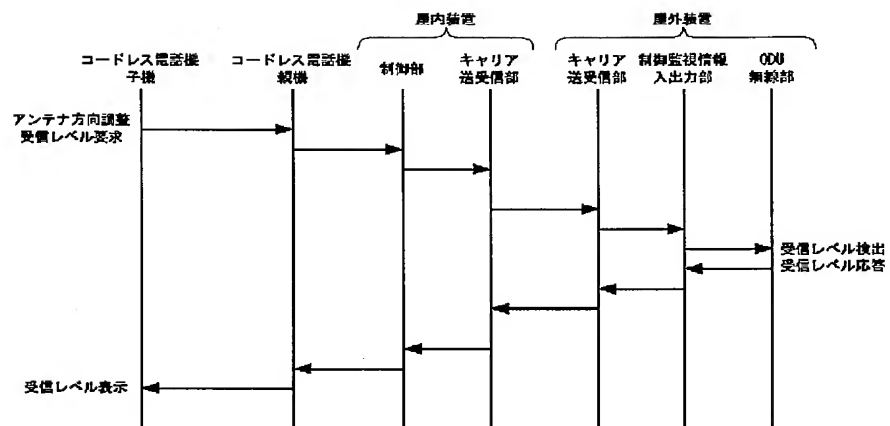 屋内装置
屋外装置
コードレス電話機
子機
コードレス電話機
親機
制御部
キャリア
送受信部
キャリア
送受信部
制御監視情報
入出力部
ODU
無線部
アンテナ方向調整
受信レベル要求
受信レベル検出
受信レベル応答
受信レベル表示